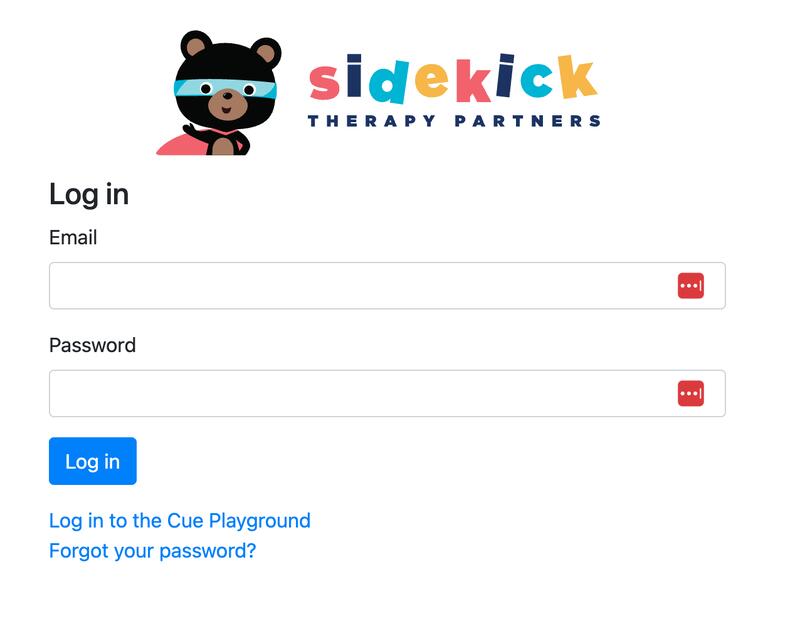 sidekick
THERAPY PARTNERS
Log in
Email
Password
Log in
Log in to the Cue Playground
Forgot your password?